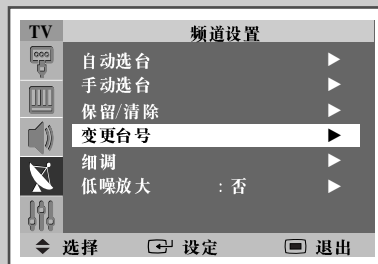 TV 频道设置
自动选台
手动选台
保留/清除
变更台号
细调
低噪放大 : 否
选择 设定 退出